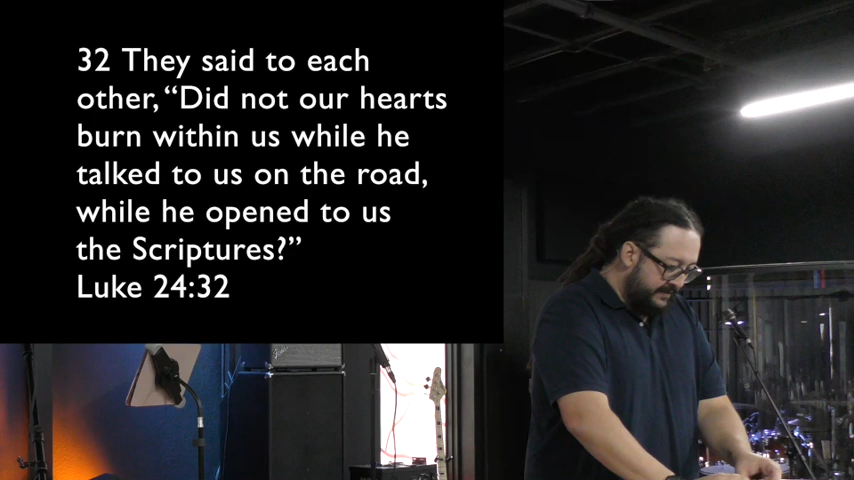 32 They said to each
other, “Did not our hearts
burn within us while he
talked to us on the road,
while he opened to us
the Scriptures?”
Luke 24:32